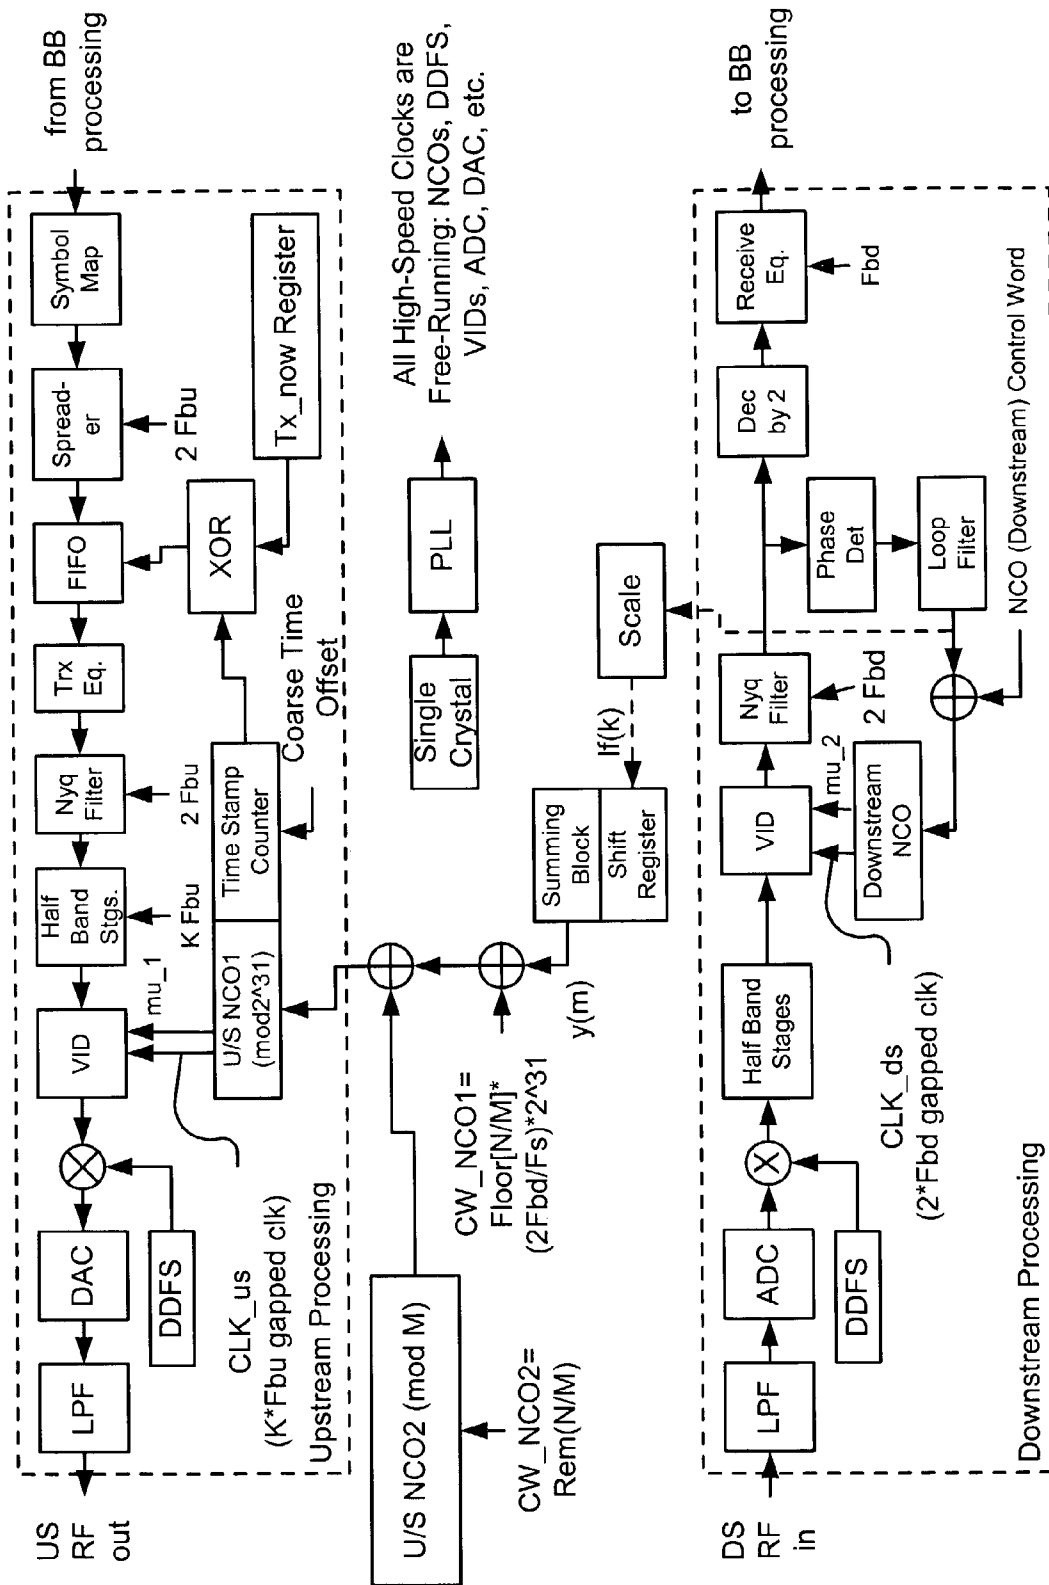 US
RF
out
LPF
DAC
DDFS
VID
Half
Band
Stgs.
Nyq
Filter
Trx
Eq.
FIFO
Spread-
er
Symbol
Map
from BB
processing
mu_1
K Fbu
2 Fbu
2 Fbu
XOR
Tx_now Register
U/S NCO1
(mod2^31)
Time Stamp
Counter
Coarse Time
Offset
CLK_us
(K*Fbu gapped clk)
Upstream Processing
U/S NCO2 (mod M)
CW_NCO2=
Rem(N/M)
CW_NCO1=
Floor[N/M]*
(2Fbd/Fs)*2^31
y(m)
Summing
Block
Shift
Register
lf(k)
Scale
Single
Crystal
PLL
All High-Speed Clocks are
Free-Running: NCOs, DDFS,
VIDs, ADC, DAC, etc.
DS
RF
in
LPF
ADC
X
DDFS
Half Band
Stages
VID
Nyq
Filter
2 Fbd
mu_2
Downstream
NCO
CLK_ds
(2*Fbd gapped clk)
Phase
Det
Loop
Filter
Dec
by 2
Receive
Eq.
Fbd
to BB
processing
NCO (Downstream) Control Word
Downstream Processing